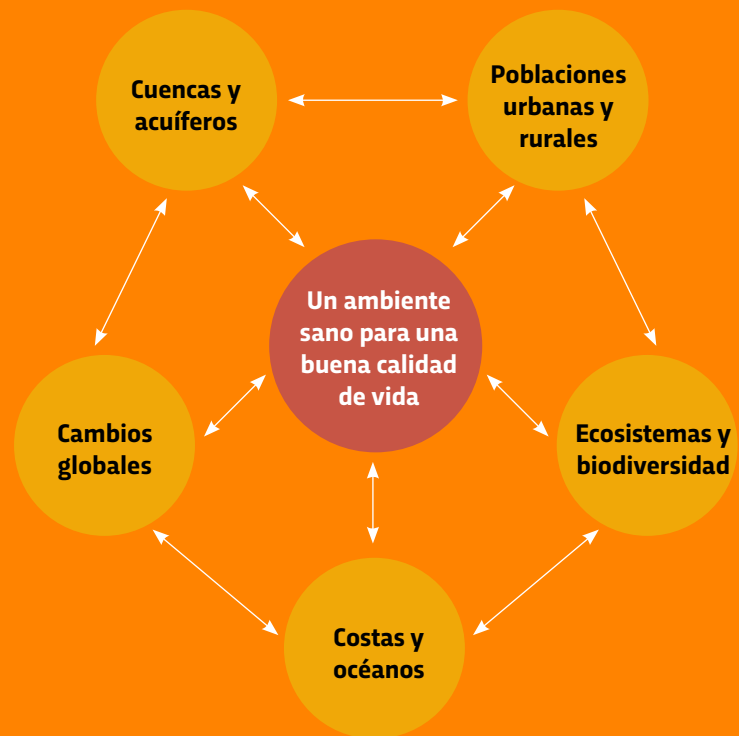 Cuencas y
acuíferos
Poblaciones
urbanas y
rurales
Un ambiente
sano para una
buena calidad
de vida
Cambios
globales
Ecosistemas y
biodiversidad
Costas y
océanos